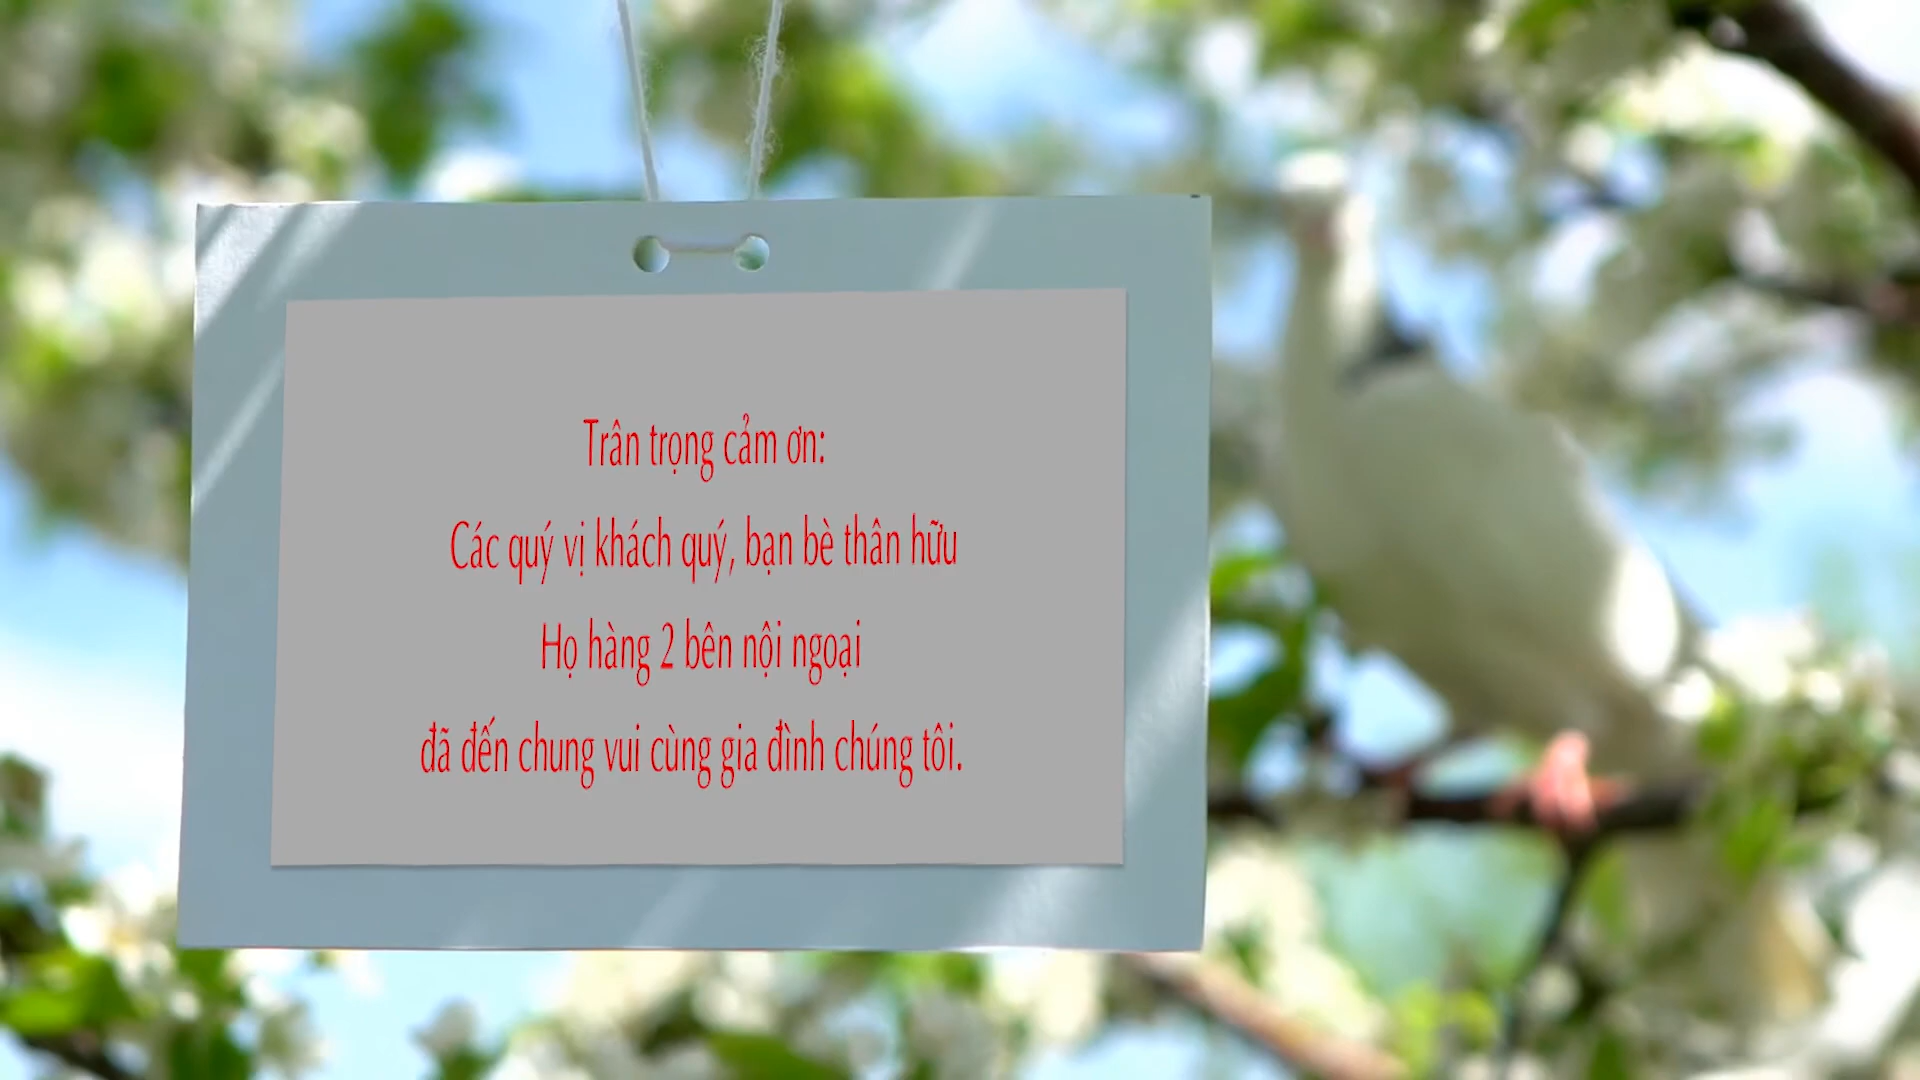 Trân trọng cảm ơn:
Các quý vị khách quý, bạn bè thân hữu
Họ hàng 2 bên nội ngoại
đã đến chung vui cùng gia đình chúng tôi.